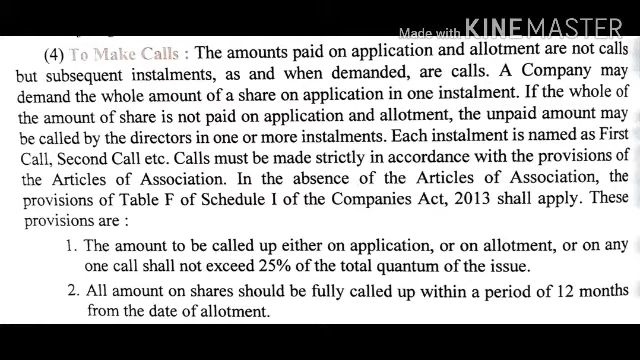 Made with KINEMASTER
(4) To Make Calls : The amounts paid on application and allotment are not calls
but subsequent instalments, as and when demanded, are calls. A Company may
demand the whole amount of a share on application in one instalment. If the whole of
the amount of share is not paid on application and allotment, the unpaid amount may
be called by the directors in one or more instalments. Each instalment is named as First
Call, Second Call etc. Calls must be made strictly in accordance with the provisions of
the Articles of Association. In the absence of the Articles of Association, the
provisions of Table F of Schedule I of the Companies Act, 2013 shall apply. These
provisions are :
1. The amount to be called up either on application, or on allotment, or on any
one call shall not exceed 25% of the total quantum of the issue.
2. All amount on shares should be fully called up within a period of 12 months
from the date of allotment.